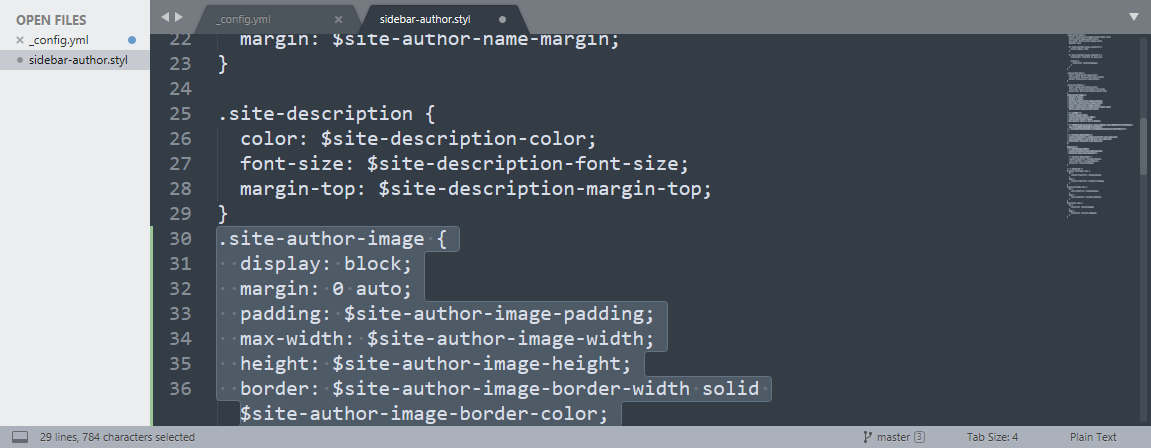 OPEN FILES
_config.yml
sidebar-author.styl
_config.yml
sidebar-author.styl
22 margin: $site-author-name-margin;
23 }
24
25 .site-description {
26 color: $site-description-color;
27 font-size: $site-description-font-size;
28 margin-top: $site-description-margin-top;
29 }
30 .site-author-image {
31 display: block;
32 margin: 0 auto;
33 padding: $site-author-image-padding;
34 max-width: $site-author-image-width;
35 height: $site-author-image-height;
36 border: $site-author-image-border-width solid
$site-author-image-border-color;
29 lines, 784 characters selected
master 3
Tab Size: 4
Plain Text